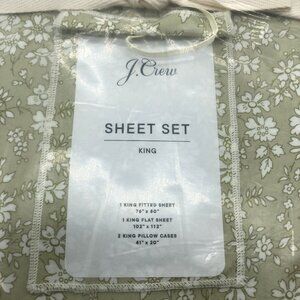 J.Crew
SHEET SET
KING
1 KING FITTED SHEET
76" x 80"
1 KING FLAT SHEET
102" x 112"
2 KING PILLOW CASES
41" x 20"